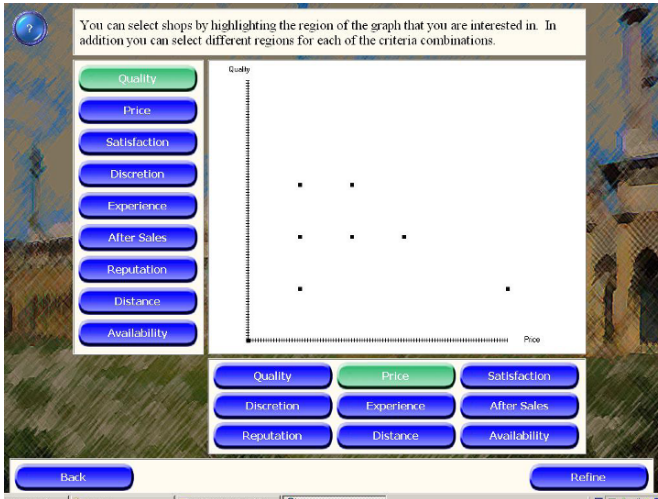 ?
You can select shops by highlighting the region of the graph that you are interested in. In
addition you can select different regions for each of the criteria combinations.
Quality
Price
Satisfaction
Discretion
Experience
After Sales
Reputation
Distance
Availability
Quality
Price
Quality Price Satisfaction
Discretion Experience After Sales
Reputation Distance Availability
Back Refine